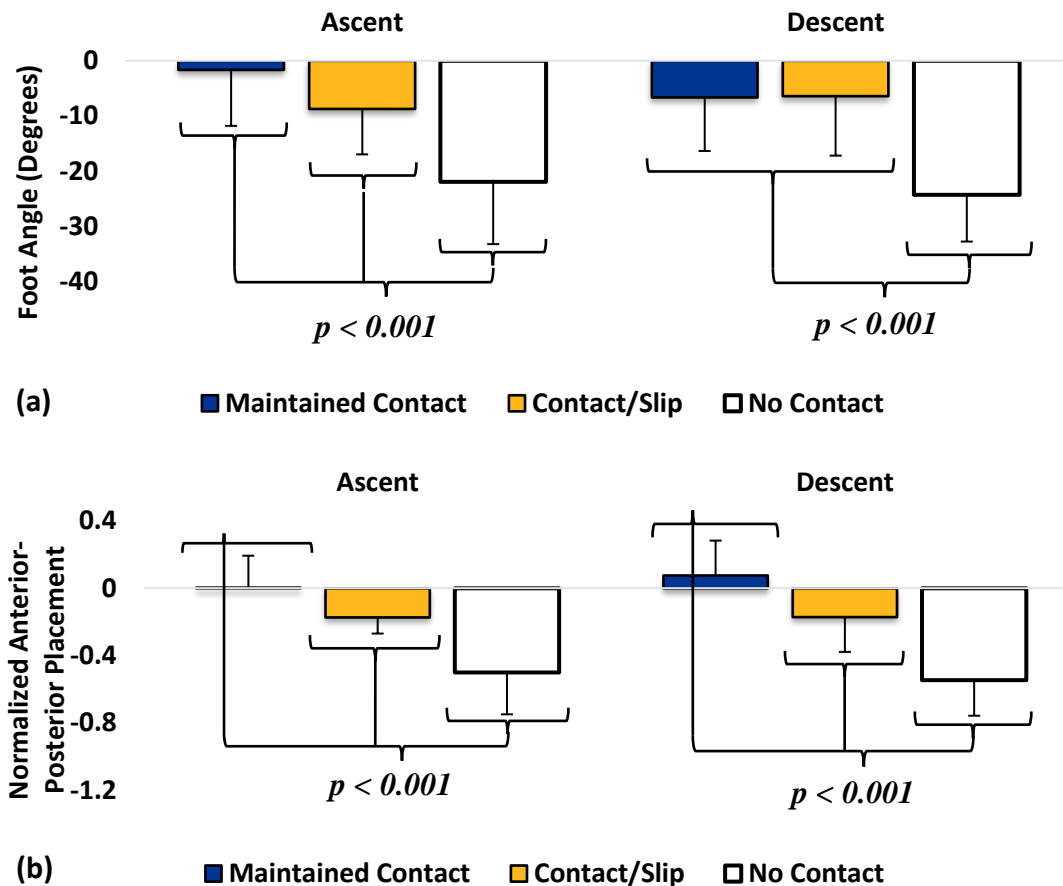 Ascent Descent
Foot Angle (Degrees)
0
-10
-20
-30
-40
p < 0.001 p < 0.001
(a) Maintained Contact Contact/Slip No Contact
Ascent Descent
Normalized Anterior-
Posterior Placement
0.4
0
-0.4
-0.8
-1.2
p < 0.001 p < 0.001
(b) Maintained Contact Contact/Slip No Contact